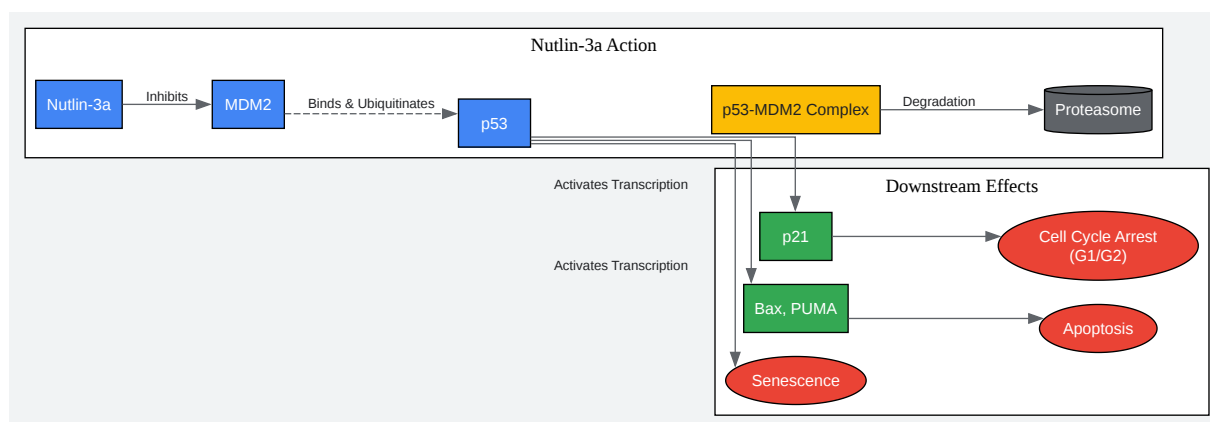 Nutlin-3a Action
Nutlin-3a
Inhibits
MDM2
Binds & Ubiquitinates
p53
p53-MDM2 Complex
Degradation
Proteasome
Activates Transcription
Downstream Effects
p21
Cell Cycle Arrest
(G1/G2)
Activates Transcription
Bax, PUMA
Apoptosis
Senescence